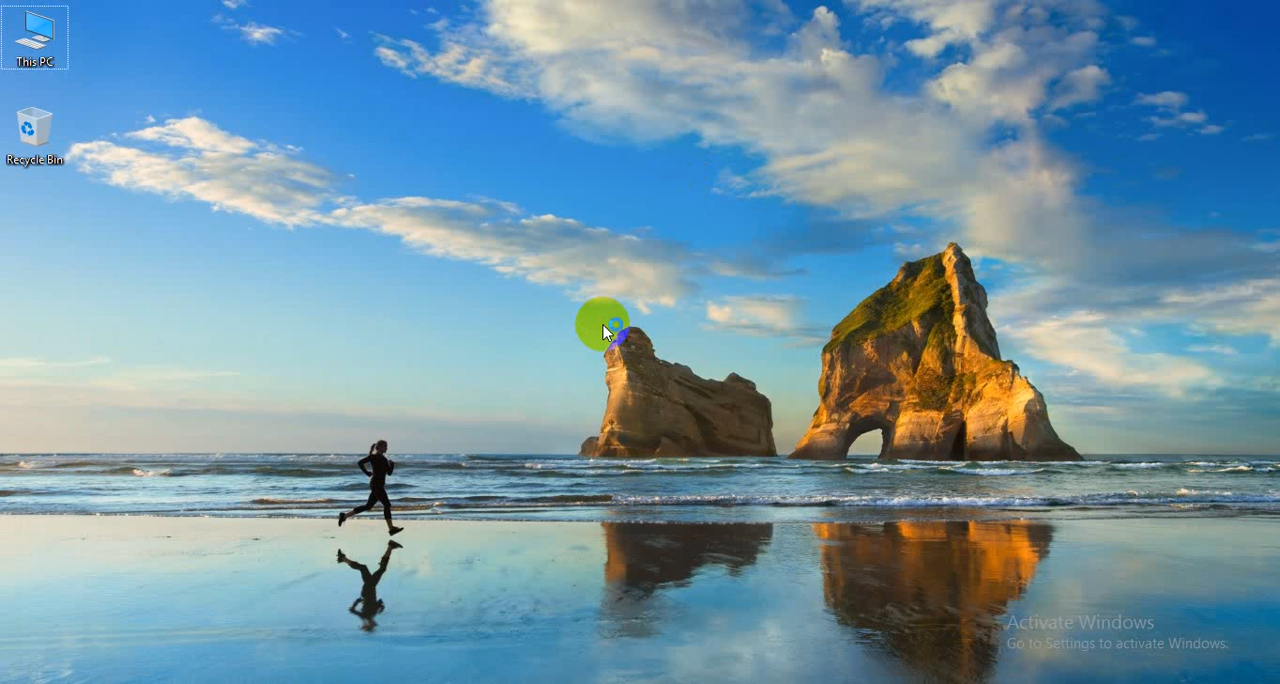 This PC
Recycle Bin
Activate Windows
Go to Settings to activate Windows.